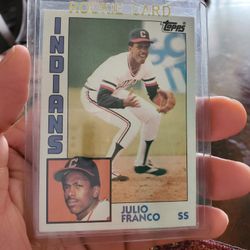 ROOKIE CARD
Topps
INDIANS
C
C
JULIO
FRANCO
SS